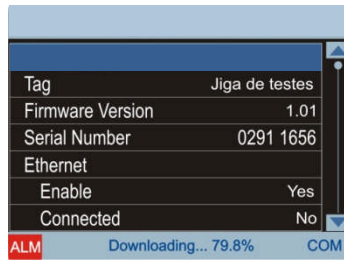 Tag Jiga de testes
Firmware Version 1.01
Serial Number 0291 1656
Ethernet
Enable Yes
Connected No
ALM Downloading... 79.8% COM